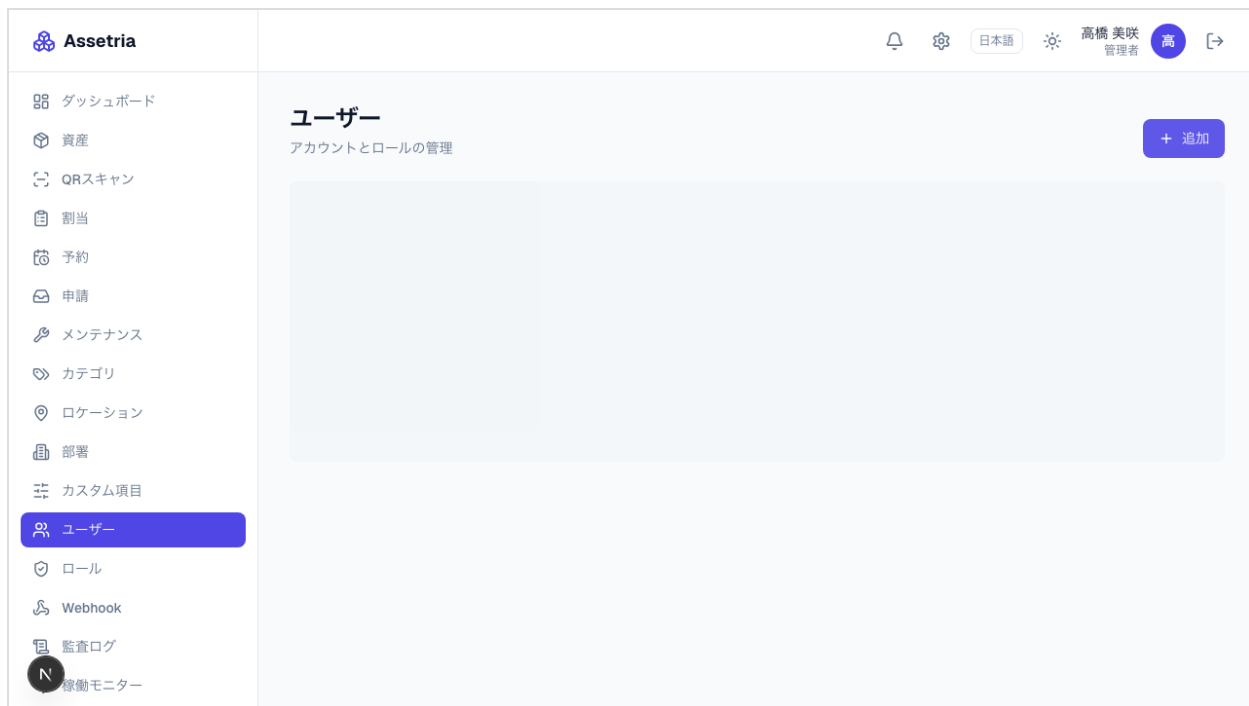 Assetria
日本語
高橋 美咲
管理者
高
ダッシュボード
資産
QRスキャン
割当
予約
申請
メンテナンス
カテゴリ
ロケーション
部署
カスタム項目
ユーザー
ロール
Webhook
監査ログ
N
稼働モニター
ユーザー
アカウントとロールの管理
+ 追加